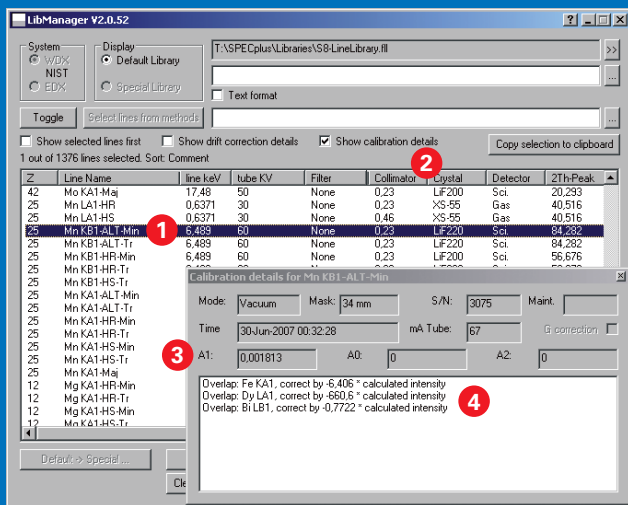 LibManager V2.0.52
System
WDX
NIST
EDX
Display
Default Library
Special Library
T:\SPECplus\Libraries\S8-LineLibrary.fll
>>
...
Text format
Toggle
Select lines from methods
...
Show selected lines first
Show drift correction details
Show calibration details
Copy selection to clipboard
1 out of 1376 lines selected. Sort: Comment
2
Z Line Name line keV tube KV Filter Collimator Crystal Detector 2Th-Peak
42 Mo KA1-Maj 17,48 50 None 0,23 LiF200 Sci. 20,293
25 Mn LA1-HR 0,6371 30 None 0,23 XS-55 Gas 40,516
25 Mn LA1-HS 0,6371 30 None 0,46 XS-55 Gas 40,516
25 Mn KB1-ALT-Min 1 6,489 60 None 0,23 LiF220 Sci. 84,282
25 Mn KB1-ALT-Tr 6,489 60 None 0,23 LiF220 Sci. 84,282
25 Mn KB1-HR-Min 6,489 60 None 0,23 LiF200 Sci. 56,676
25 Mn KB1-HR-Tr
25 Mn KB1-HS-Tr
25 Mn KA1-ALT-Min
25 Mn KA1-ALT-Tr
25 Mn KA1-HR-Min
25 Mn KA1-HR-Tr
25 Mn KA1-HS-Min
25 Mn KA1-HS-Tr
12 Mg KA1-HR-Min
12 Mg KA1-HR-Tr
12 Mg KA1-HS-Min
12 Mg KA1-HS-Tr
Default -> Special ...
Cle
Calibration details for Mn KB1-ALT-Min
Mode: Vacuum Mask: 34 mm S/N: 3075 Maint.
Time 30-Jun-2007 00:32:28 mA Tube: 67 G correction
3 A1: 0,001813 A0: 0 A2: 0
Overlap: Fe KA1, correct by -6,406 * calculated intensity
Overlap: Dy LA1, correct by -660,6 * calculated intensity
Overlap: Bi LB1, correct by -0,7722 * calculated intensity
4